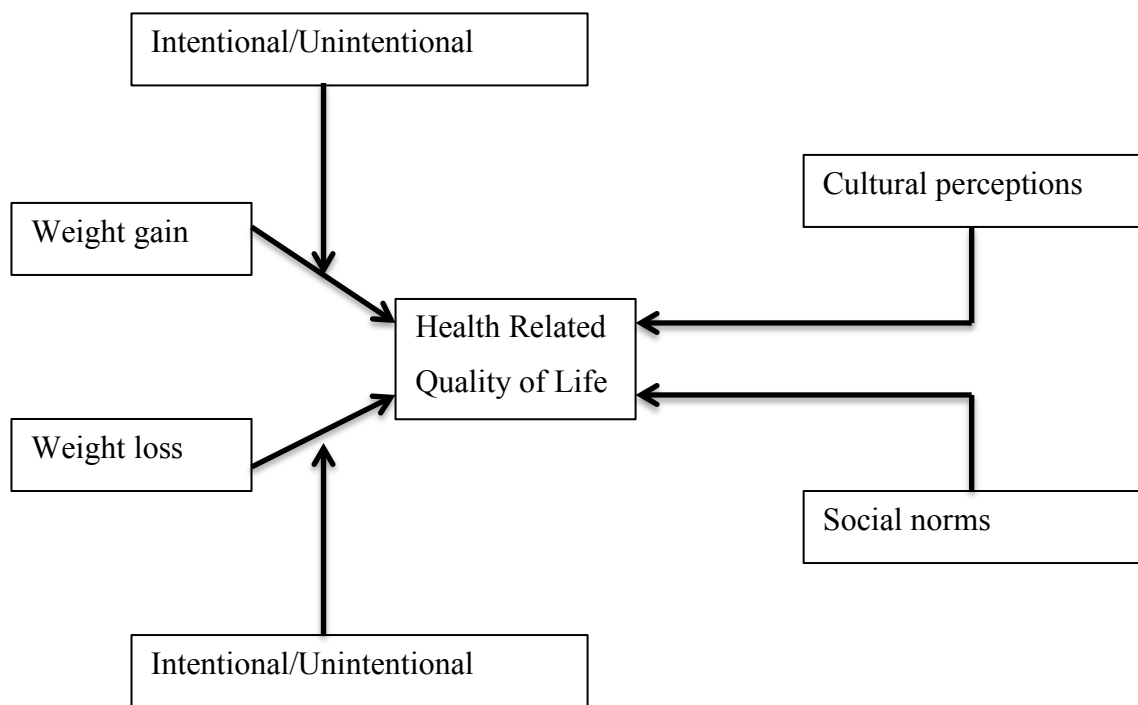 Intentional/Unintentional
Cultural perceptions
Weight gain
Health Related
Quality of Life
Weight loss
Social norms
Intentional/Unintentional